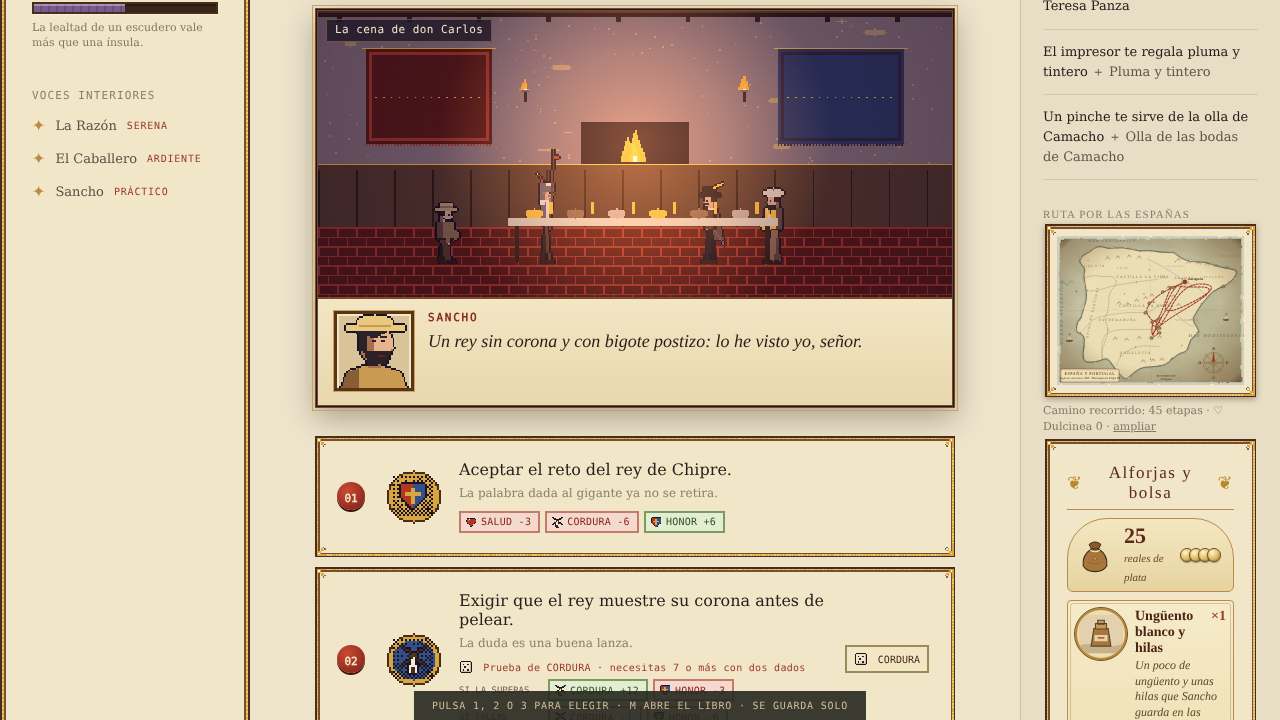 La lealtad de un escudero vale
más que una ínsula.
VOCES INTERIORES
La Razón SERENA
El Caballero ARDIENTE
Sancho PRÁCTICO
La cena de don Carlos
SANCHO
Un rey sin corona y con bigote postizo: lo he visto yo, señor.
01
Aceptar el reto del rey de Chipre.
La palabra dada al gigante ya no se retira.
SALUD -3 CORDURA -6 HONOR +6
02
Exigir que el rey muestre su corona antes de
pelear.
La duda es una buena lanza.
Prueba de CORDURA · necesitas 7 o más con dos dados
CORDURA
SI LA SUPERAS CORDURA +12 HONOR -3
PULSA 1, 2 O 3 PARA ELEGIR · M ABRE EL LIBRO · SE GUARDA SOLO
Teresa Panza
El impresor te regala pluma y
tintero + Pluma y tintero
Un pinche te sirve de la olla de
Camacho + Olla de las bodas
de Camacho
RUTA POR LAS ESPAÑAS
ESPAÑA Y PORTUGAL
Camino recorrido: 45 etapas · ♡
Dulcinea 0 · ampliar
Alforjas y
bolsa
25
reales de
plata
Ungüento ×1
blanco y
hilas
Un poco de
ungüento y unas
hilas que Sancho
guarda en las